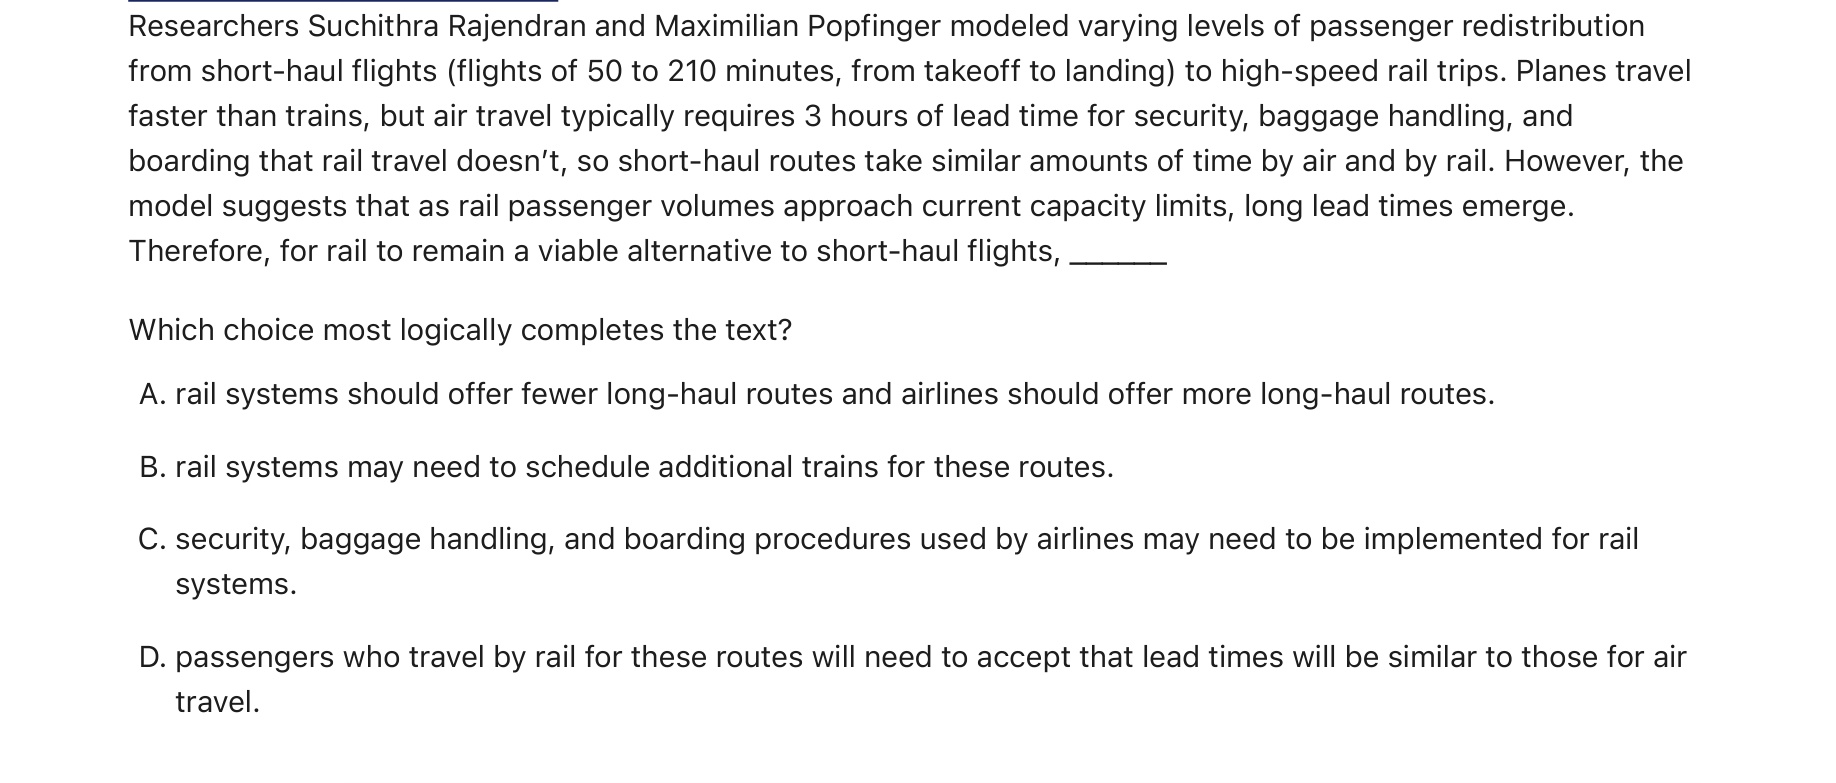 Researchers Suchithra Rajendran and Maximilian Popfinger modeled varying levels of passenger redistribution
from short-haul flights (flights of 50 to 210 minutes, from takeoff to landing) to high-speed rail trips. Planes travel
faster than trains, but air travel typically requires 3 hours of lead time for security, baggage handling, and
boarding that rail travel doesn't, so short-haul routes take similar amounts of time by air and by rail. However, the
model suggests that as rail passenger volumes approach current capacity limits, long lead times emerge.
Therefore, for rail to remain a viable alternative to short-haul flights, ______
Which choice most logically completes the text?
A. rail systems should offer fewer long-haul routes and airlines should offer more long-haul routes.
B. rail systems may need to schedule additional trains for these routes.
C. security, baggage handling, and boarding procedures used by airlines may need to be implemented for rail
systems.
D. passengers who travel by rail for these routes will need to accept that lead times will be similar to those for air
travel.